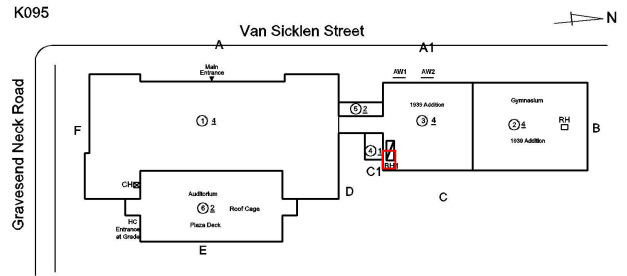 K095
N
Van Sicklen Street
A
A1
Gravesend Neck Road
Main
Entrance
AW1
AW2
1 4
5 2
1939 Addition
3 4
Gymnasium
RH
2 4
1939 Addition
B
F
4 1
BH1
C1
D
C
CH
Auditorium
6 2
Roof Cage
Plaza Deck
HC
Entrance
at Grade
E